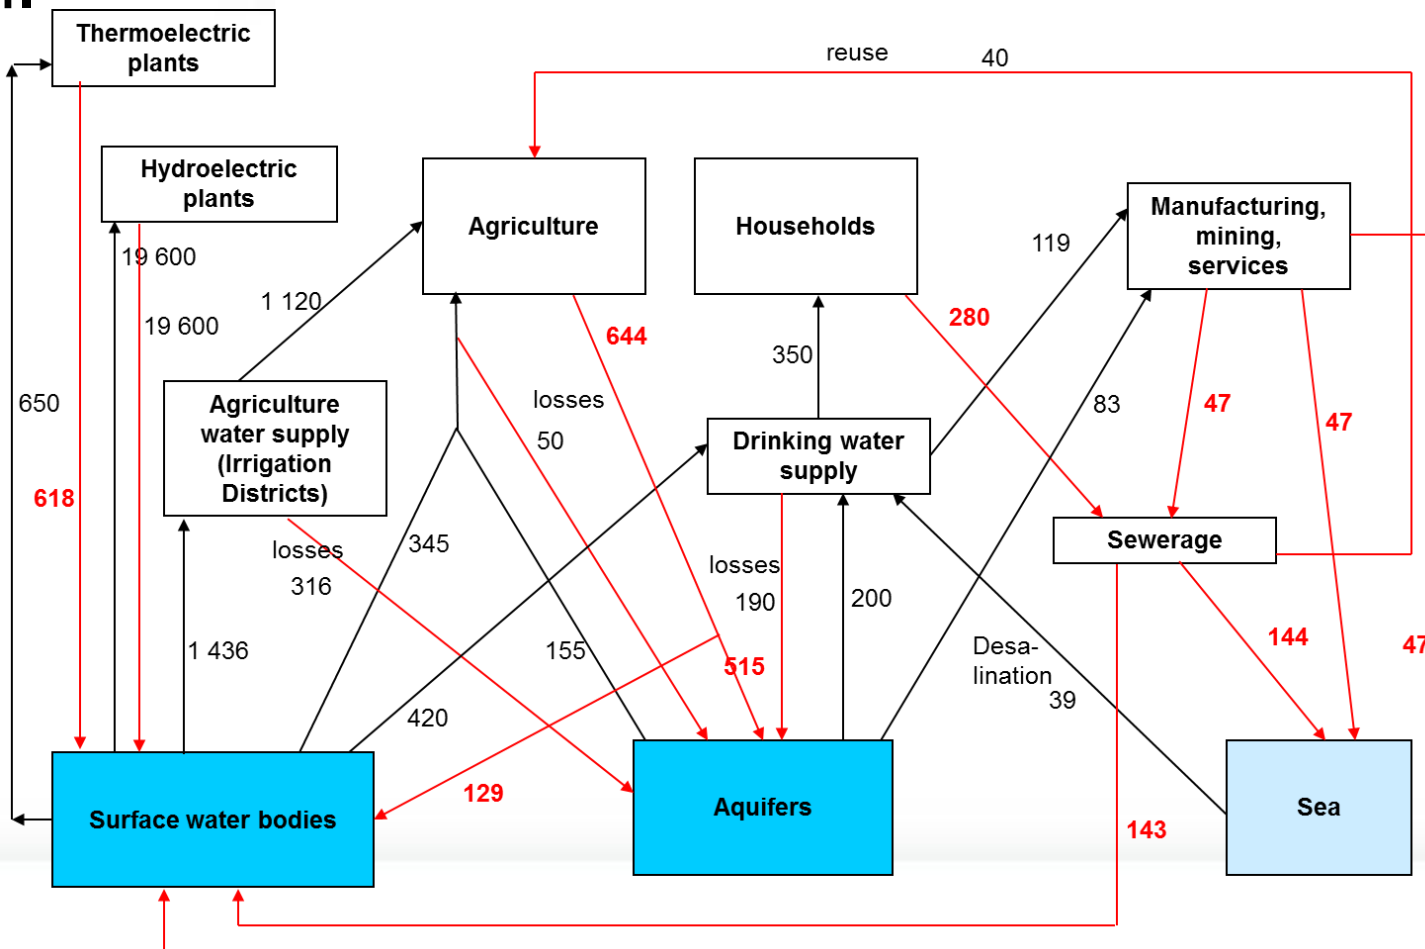 Thermoelectric
plants
reuse 40
Hydroelectric
plants
Agriculture
Households
Manufacturing,
mining,
services
19 600
119
1 120
19 600
644
280
350
650
losses
50
83
47
47
Agriculture
water supply
(Irrigation
Districts)
Drinking water
supply
618
345
losses
316
losses
190
200
Sewerage
1 436
155
515
Desa-
lination
39
144
47
420
129
143
Surface water bodies
Aquifers
Sea